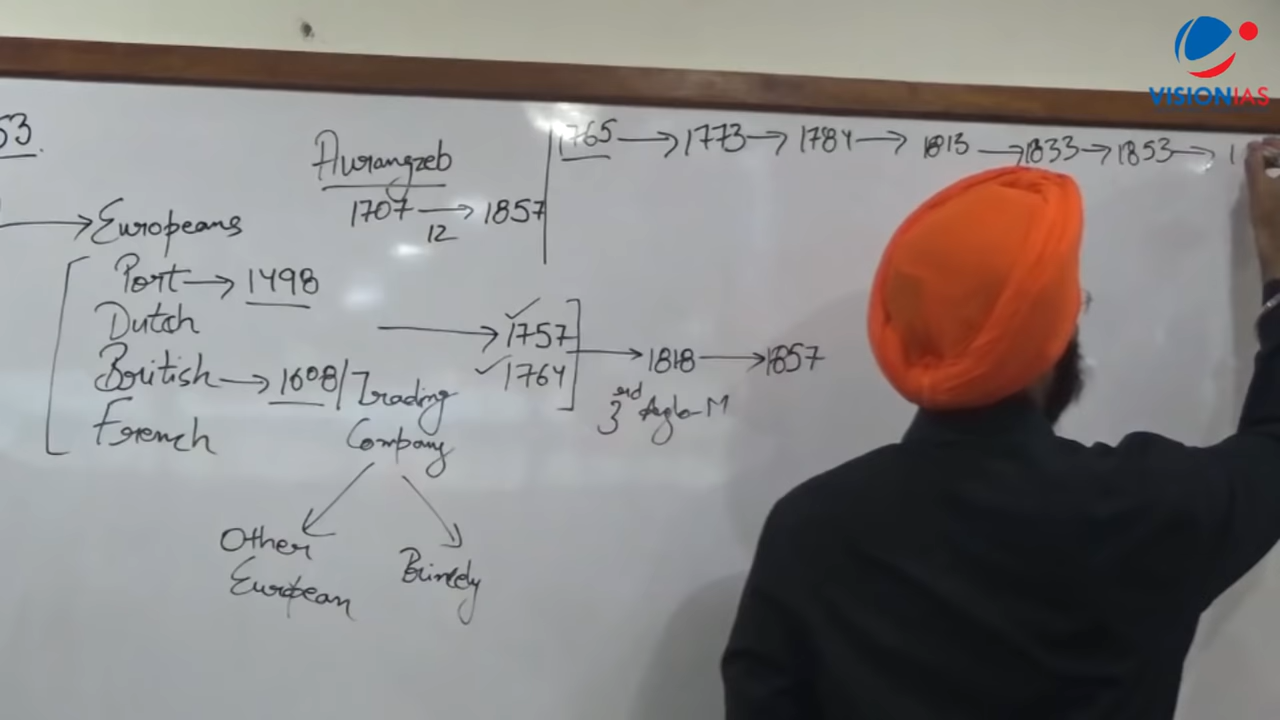 VISIONIAS
53.
Aurangzeb
1707 → 1857
12
1765 → 1773 → 1784 → 1813 → 1833 → 1853 → 1
→ Europeans
Port → 1498
Dutch → 1757
British → 1608 / Trading
1764
French
Company
→ 1818 → 1857
3rd Anglo-M
Other
European